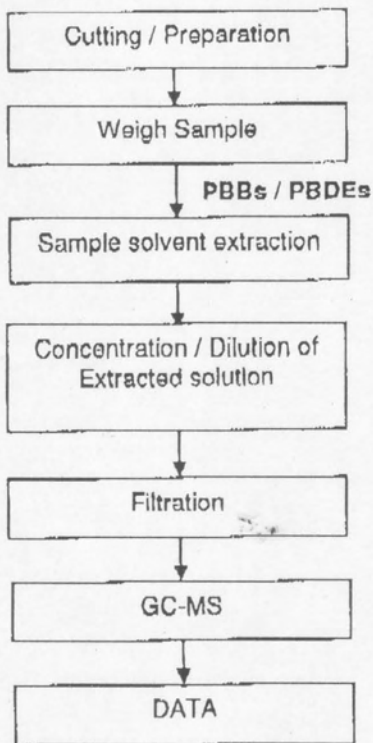 Cutting / Preparation
Weigh Sample
PBBs / PBDEs
Sample solvent extraction
Concentration / Dilution of
Extracted solution
Filtration
GC-MS
DATA